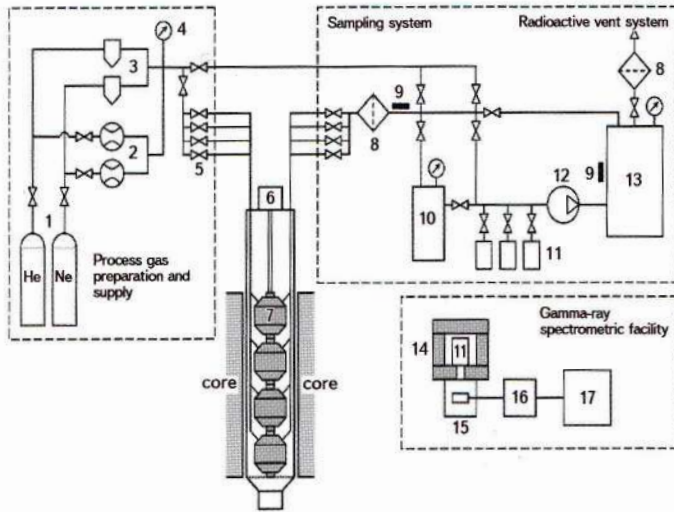 Sampling system
Radioactive vent system
4
3
8
9
2
8
9
12
13
5
6
10
1
11
He
Ne
Process gas
preparation and
supply
7
Gamma-ray
spectrometric facility
14
11
core
core
16
17
15